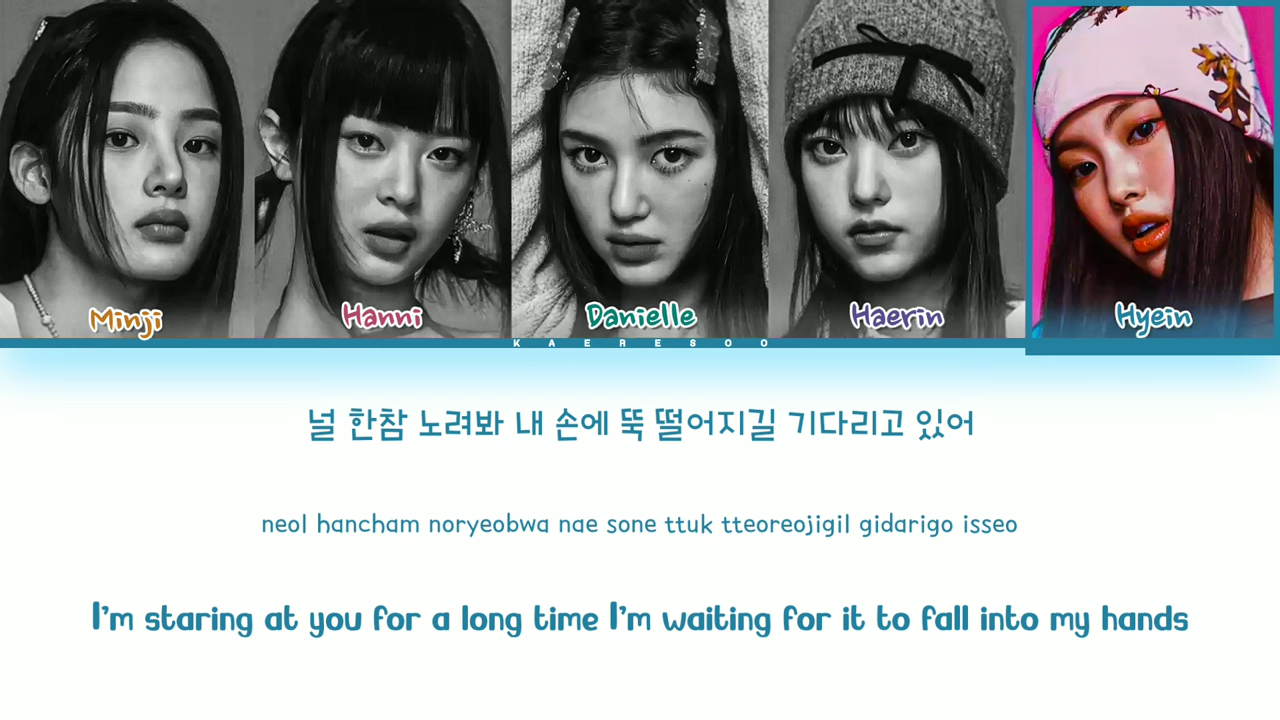 Minji Hanni Danielle Haerin Hyein
KAERESOO
널 한참 노려봐 내 손에 뚝 떨어지길 기다리고 있어
neol hancham noryeobwa nae sone ttuk tteoreojigil gidarigo isseo
I'm staring at you for a long time I'm waiting for it to fall into my hands